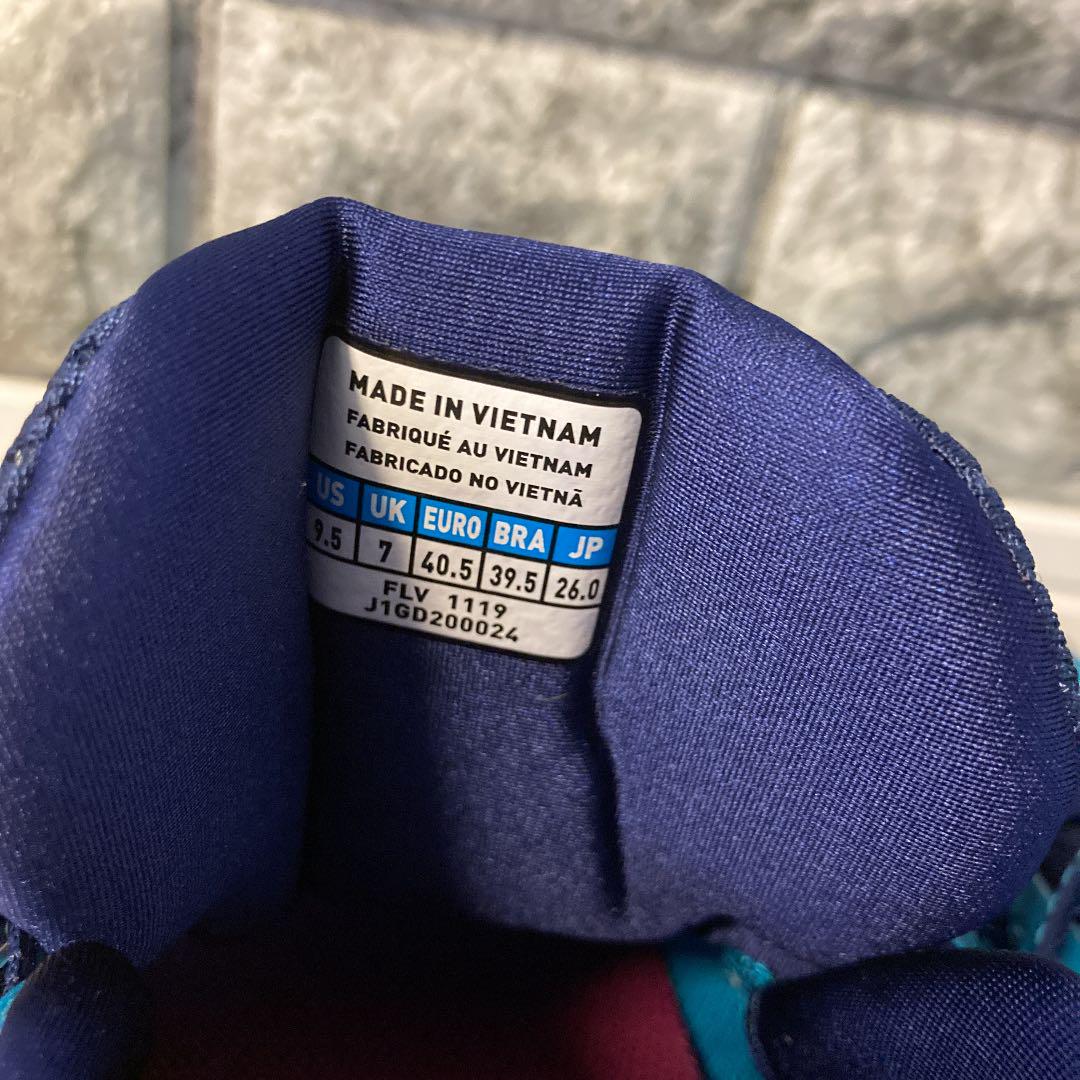 MADE IN VIETNAM
FABRIQUÉ AU VIETNAM
FABRICADO NO VIETNÃ
US UK EURO BRA JP
9.5 7 40.5 39.5 26.0
FLV 1119
J1GD200024